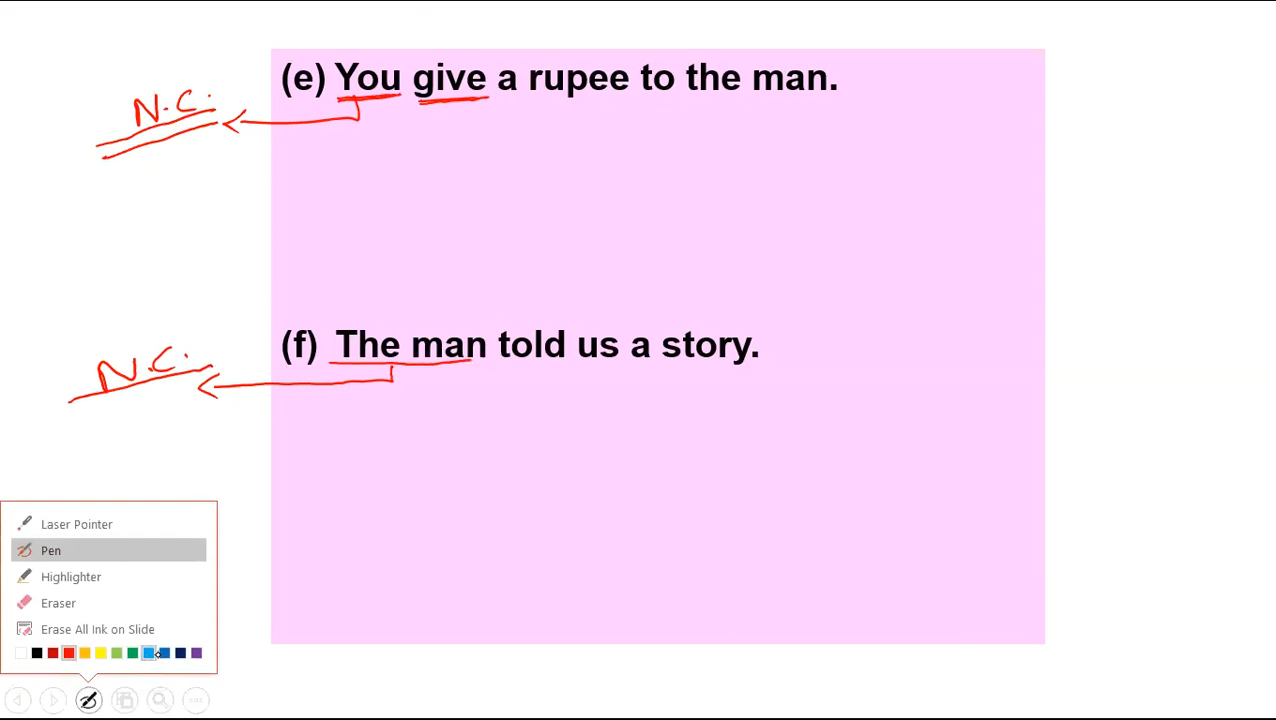 (e) You give a rupee to the man.
N.C.
(f) The man told us a story.
N.C.
Laser Pointer
Pen
Highlighter
Eraser
Erase All Ink on Slide